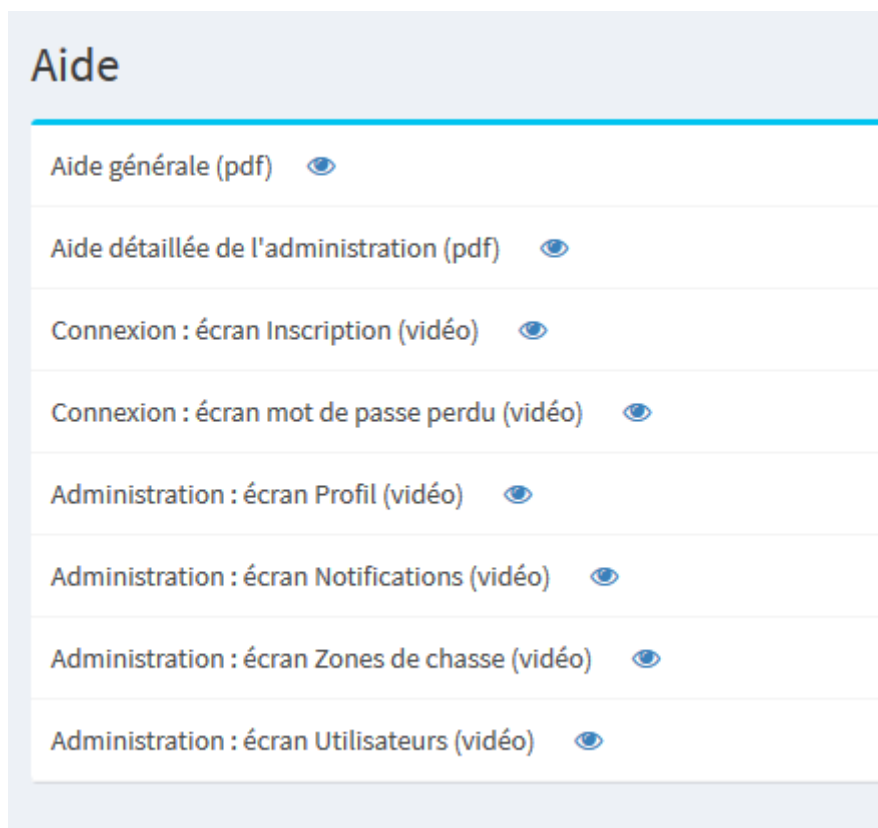 Aide
Aide générale (pdf)
Aide détaillée de l'administration (pdf)
Connexion : écran Inscription (vidéo)
Connexion : écran mot de passe perdu (vidéo)
Administration : écran Profil (vidéo)
Administration : écran Notifications (vidéo)
Administration : écran Zones de chasse (vidéo)
Administration : écran Utilisateurs (vidéo)